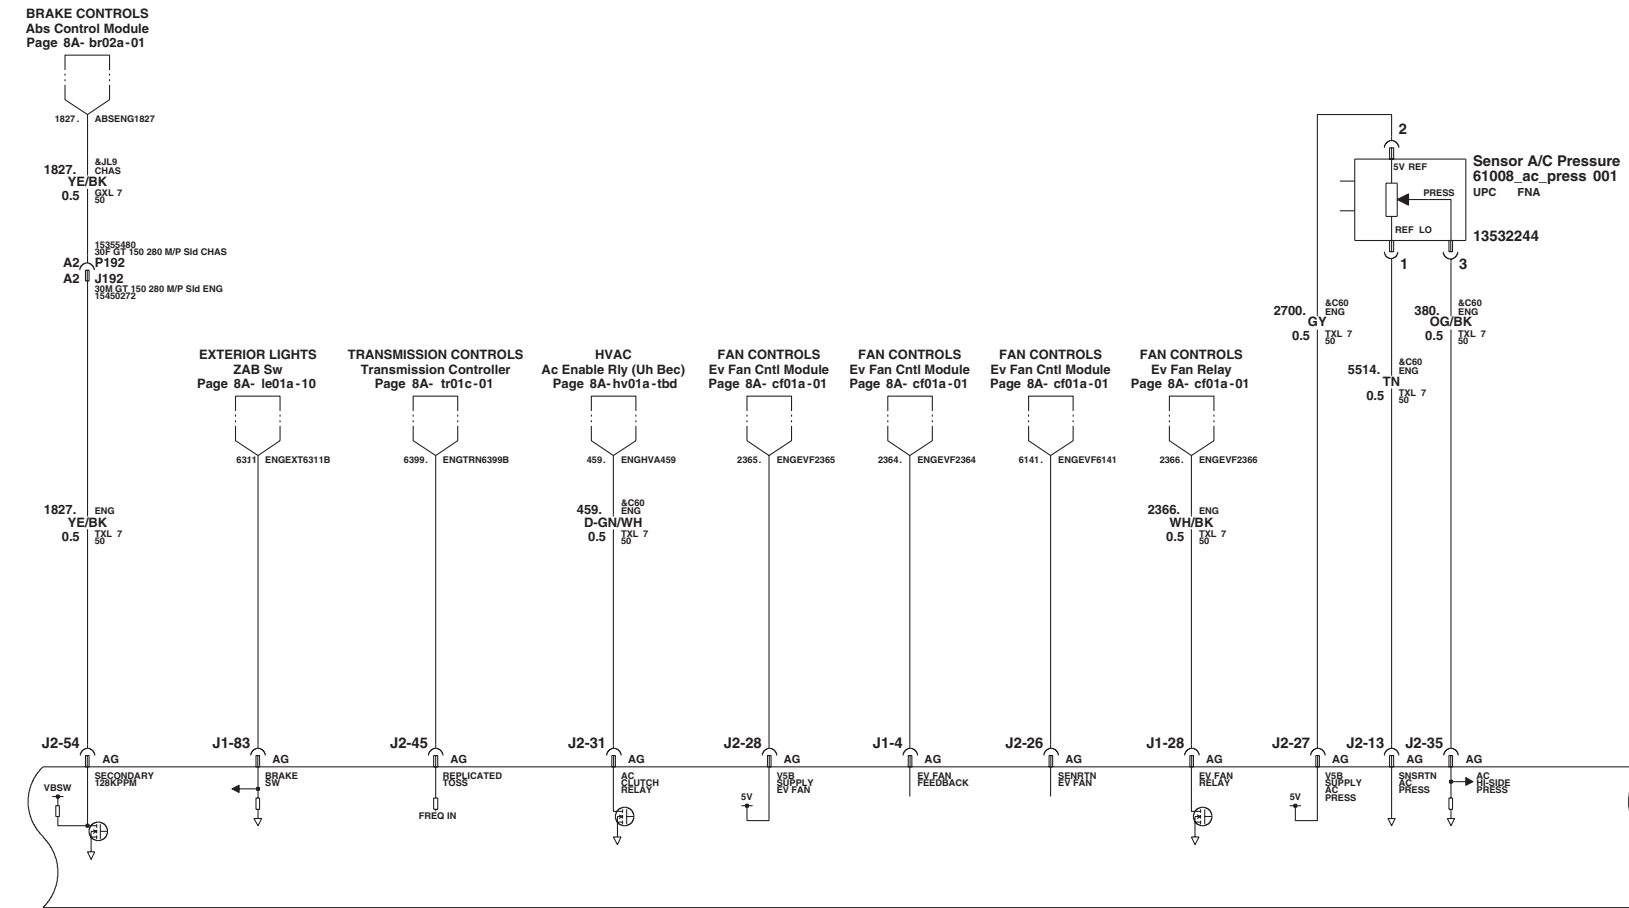 BRAKE CONTROLS
Abs Control Module
Page 8A- br02a-01
1827. ABSENG1827
&JL9
1827. CHAS
YE/BK
0.5 GXL 7
50
15355480
30F GT 150 280 M/P Sld CHAS
A2 P192
A2 J192
30M GT 150 280 M/P Sld ENG
15450272
1827. ENG
YE/BK
0.5 TXL 7
50
EXTERIOR LIGHTS
ZAB Sw
Page 8A- le01a-10
6311 ENGEXT6311B
TRANSMISSION CONTROLS
Transmission Controller
Page 8A- tr01c-01
6399. ENGTRN6399B
HVAC
Ac Enable Rly (Uh Bec)
Page 8A-hv01a-tbd
459. ENGHVA459
&C60
459. ENG
D-GN/WH
0.5 TXL 7
50
FAN CONTROLS
Ev Fan Cntl Module
Page 8A- cf01a-01
2365. ENGEVF2365
FAN CONTROLS
Ev Fan Cntl Module
Page 8A- cf01a-01
2364. ENGEVF2364
FAN CONTROLS
Ev Fan Cntl Module
Page 8A- cf01a-01
6141. ENGEVF6141
FAN CONTROLS
Ev Fan Relay
Page 8A- cf01a-01
2366. ENGEVF2366
2366. ENG
WH/BK
0.5 TXL 7
50
2
5V REF
PRESS
REF LO
Sensor A/C Pressure
61008_ac_press 001
UPC FNA
13532244
1 3
&C60
2700. ENG
GY
0.5 TXL 7
50
&C60
5514. ENG
TN
0.5 TXL 7
50
&C60
380. ENG
OG/BK
0.5 TXL 7
50
J2-54 AG
SECONDARY
128KPPM
VBSW
J1-83 AG
BRAKE
SW
J2-45 AG
REPLICATED
TOSS
FREQ IN
J2-31 AG
AC
CLUTCH
RELAY
J2-28 AG
V5B
SUPPLY
EV FAN
5V
J1-4 AG
EV FAN
FEEDBACK
J2-26 AG
SENRTN
EV FAN
J1-28 AG
EV FAN
RELAY
J2-27 AG
V5B
SUPPLY
AC
PRESS
5V
J2-13 AG
SNSRTN
AC
PRESS
J2-35 AG
AC
HI-SIDE
PRESS